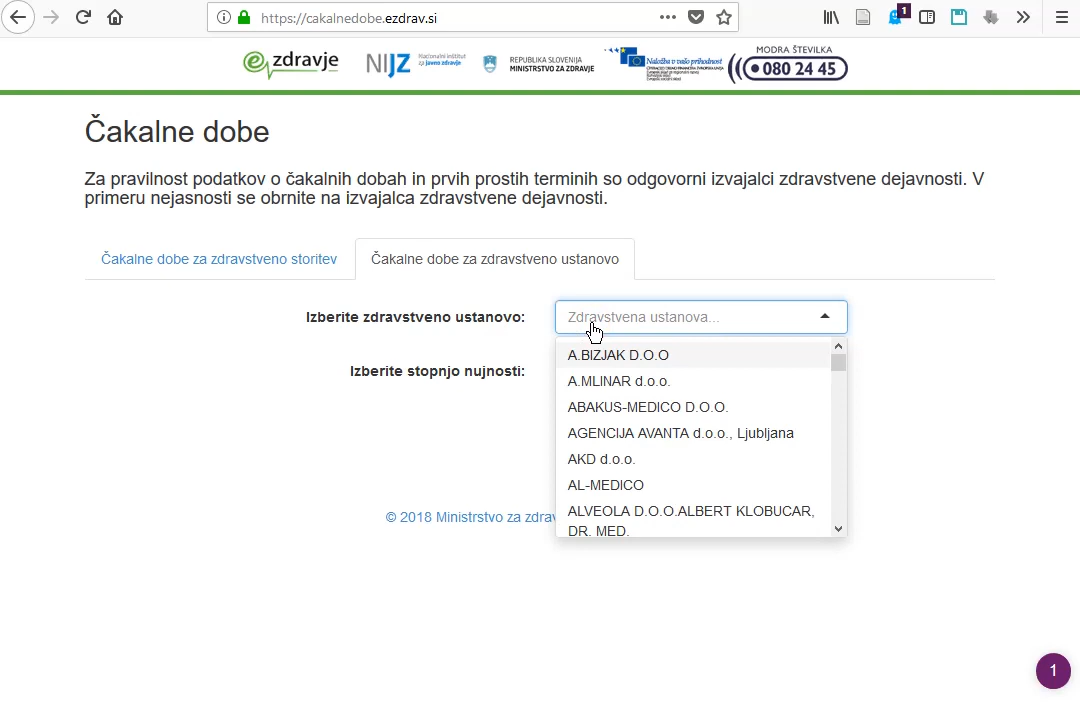 https://cakalnedobe.ezdrav.si
1
zdravje
NIJZ
Nacionalni inštitut
za javno zdravje
REPUBLIKA SLOVENIJA
MINISTRSTVO ZA ZDRAVJE
Naložba v vašo prihodnost
MODRA ŠTEVILKA
080 24 45
Čakalne dobe
Za pravilnost podatkov o čakalnih dobah in prvih prostih terminih so odgovorni izvajalci zdravstvene dejavnosti. V
primeru nejasnosti se obrnite na izvajalca zdravstvene dejavnosti.
Čakalne dobe za zdravstveno storitev
Čakalne dobe za zdravstveno ustanovo
Izberite zdravstveno ustanovo:
Zdravstvena ustanova...
A.BIZJAK D.O.O
A.MLINAR d.o.o.
ABAKUS-MEDICO D.O.O.
AGENCIJA AVANTA d.o.o., Ljubljana
AKD d.o.o.
AL-MEDICO
ALVEOLA D.O.O.ALBERT KLOBUCAR,
DR. MED.
Izberite stopnjo nujnosti:
© 2018 Ministrstvo za zdrav
1